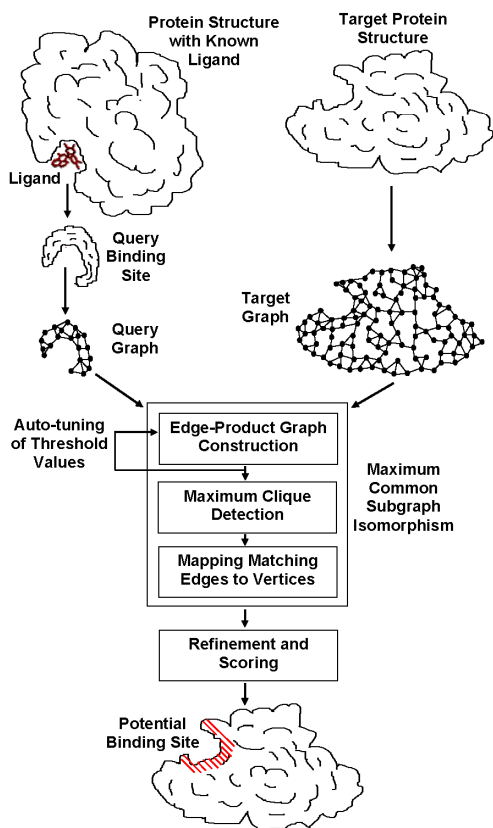 Protein Structure
with Known
Ligand
Target Protein
Structure
Ligand
Query
Binding
Site
Query
Graph
Target
Graph
Auto-tuning
of Threshold
Values
Edge-Product Graph
Construction
Maximum Clique
Detection
Mapping Matching
Edges to Vertices
Maximum
Common
Subgraph
Isomorphism
Refinement and
Scoring
Potential
Binding Site